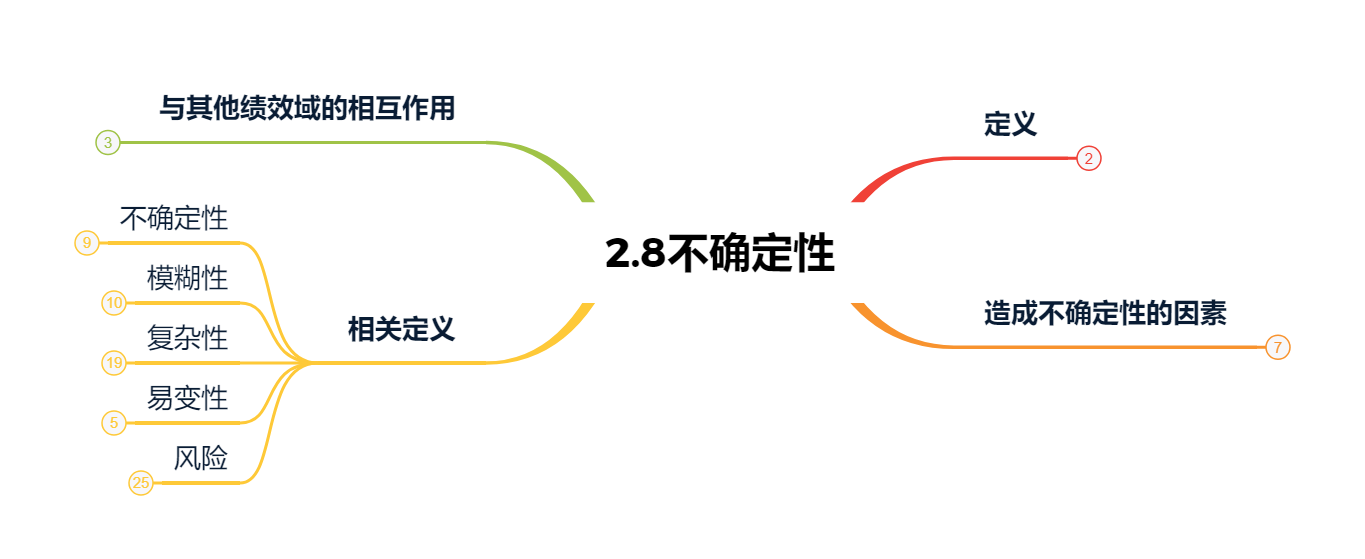 与其他绩效域的相互作用
3
定义
2
不确定性
9
2.8不确定性
模糊性
10
造成不确定性的因素
7
相关定义
复杂性
19
易变性
5
风险
25